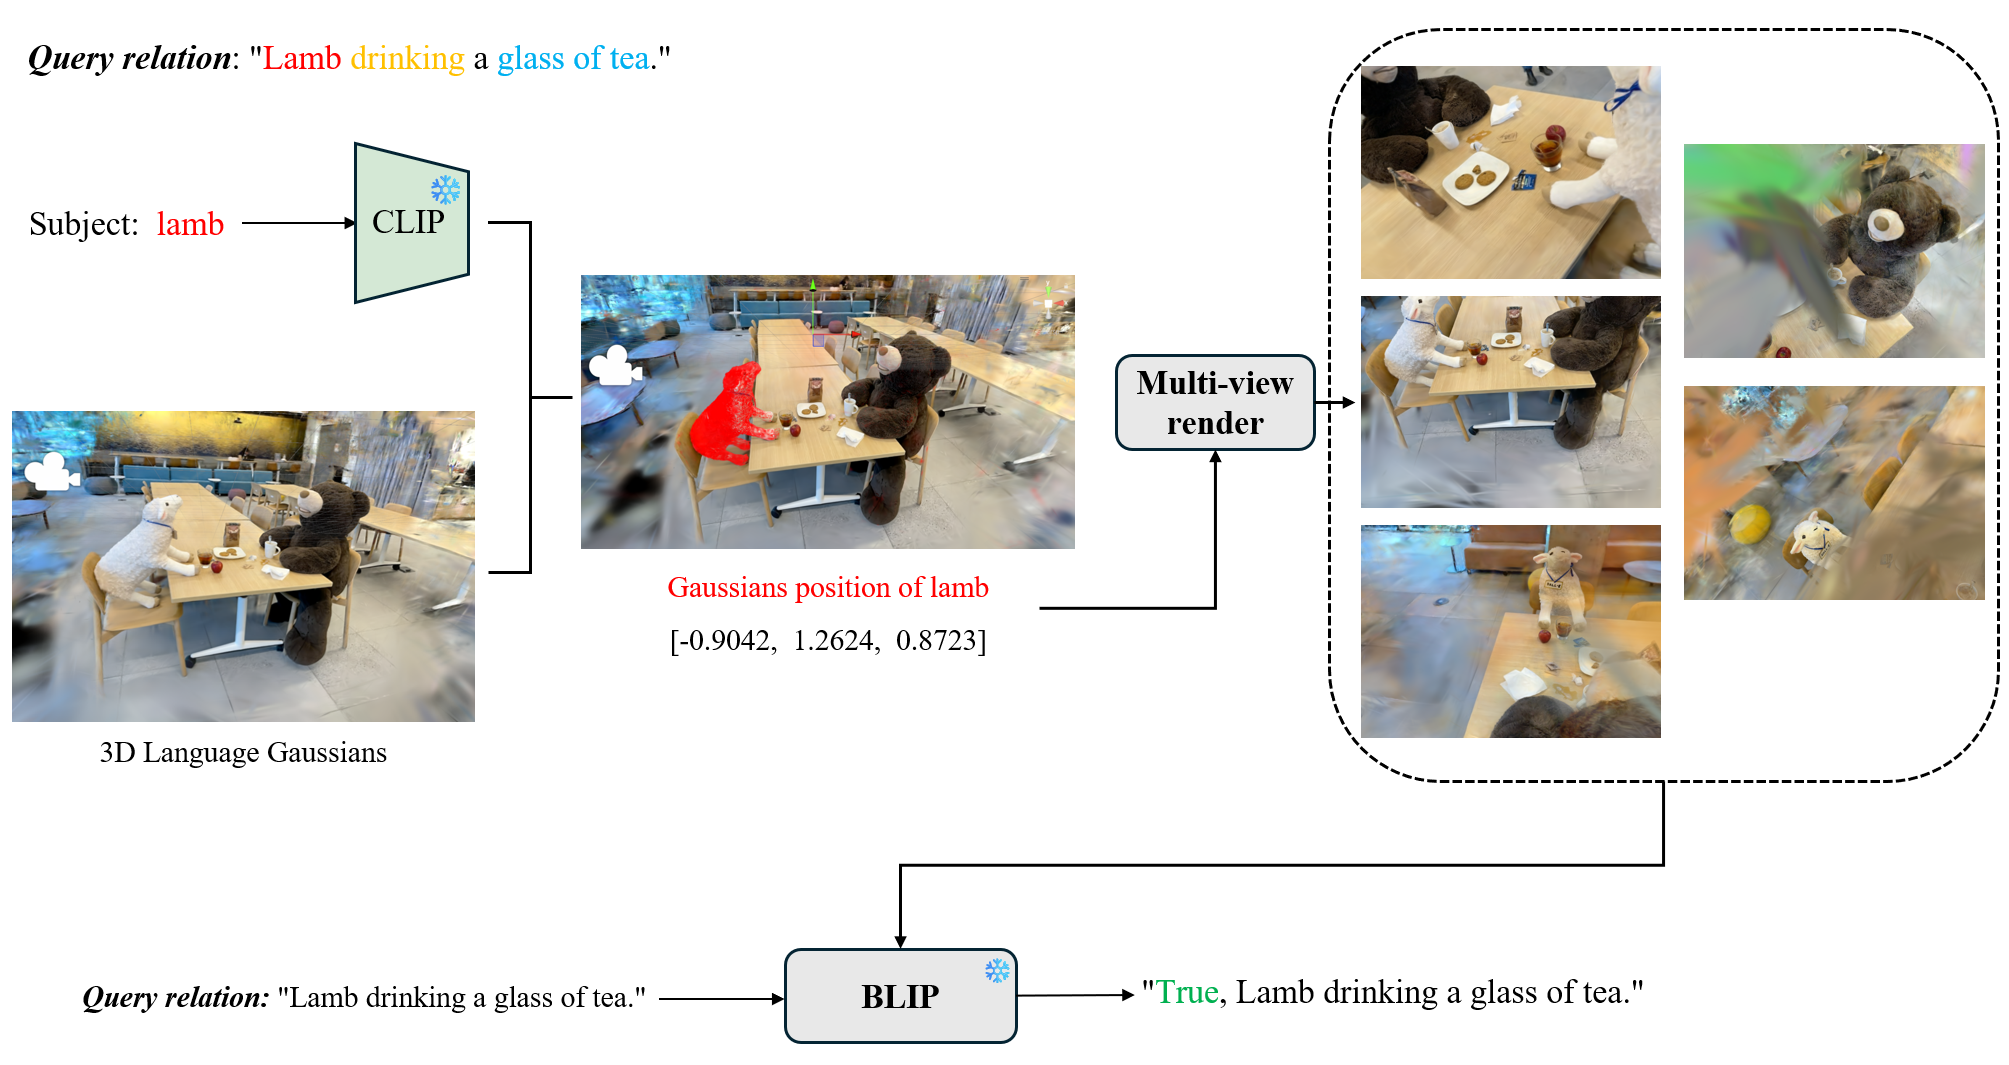 Query relation: "Lamb drinking a glass of tea."
Subject: lamb
CLIP
3D Language Gaussians
Gaussians position of lamb
[-0.9042, 1.2624, 0.8723]
Multi-view
render
Query relation: "Lamb drinking a glass of tea."
BLIP
"True, Lamb drinking a glass of tea."